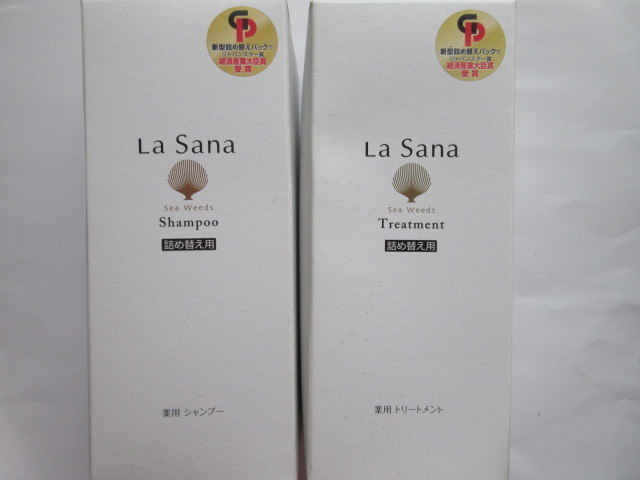 GP
新型詰め替えパックで
ジャパンスター賞
経済産業大臣賞
受賞
La Sana
Sea Weeds
Shampoo
詰め替え用
薬用 シャンプー
GP
新型詰め替えパックで
ジャパンスター賞
経済産業大臣賞
受賞
La Sana
Sea Weeds
Treatment
詰め替え用
薬用 トリートメント